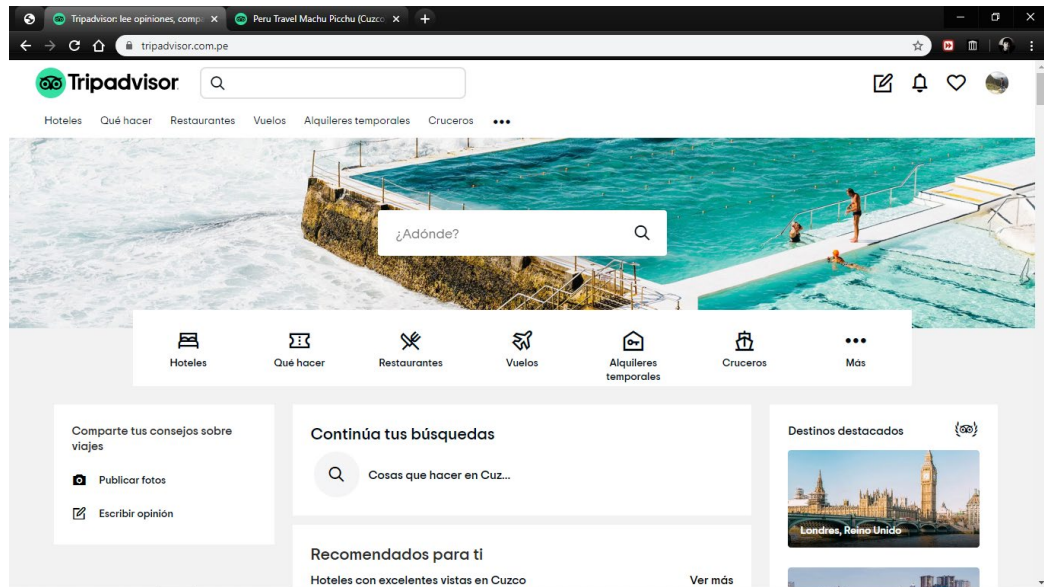 Tripadvisor: lee opiniones, comp
Peru Travel Machu Picchu (Cuzco
tripadvisor.com.pe
Tripadvisor
Hoteles Qué hacer Restaurantes Vuelos Alquileres temporales Cruceros
¿Adónde?
Hoteles
Qué hacer
Restaurantes
Vuelos
Alquileres
temporales
Cruceros
Más
Comparte tus consejos sobre
viajes
Publicar fotos
Escribir opinión
Continúa tus búsquedas
Cosas que hacer en Cuz...
Recomendados para ti
Hoteles con excelentes vistas en Cuzco
Ver más
Destinos destacados
Londres, Reino Unido